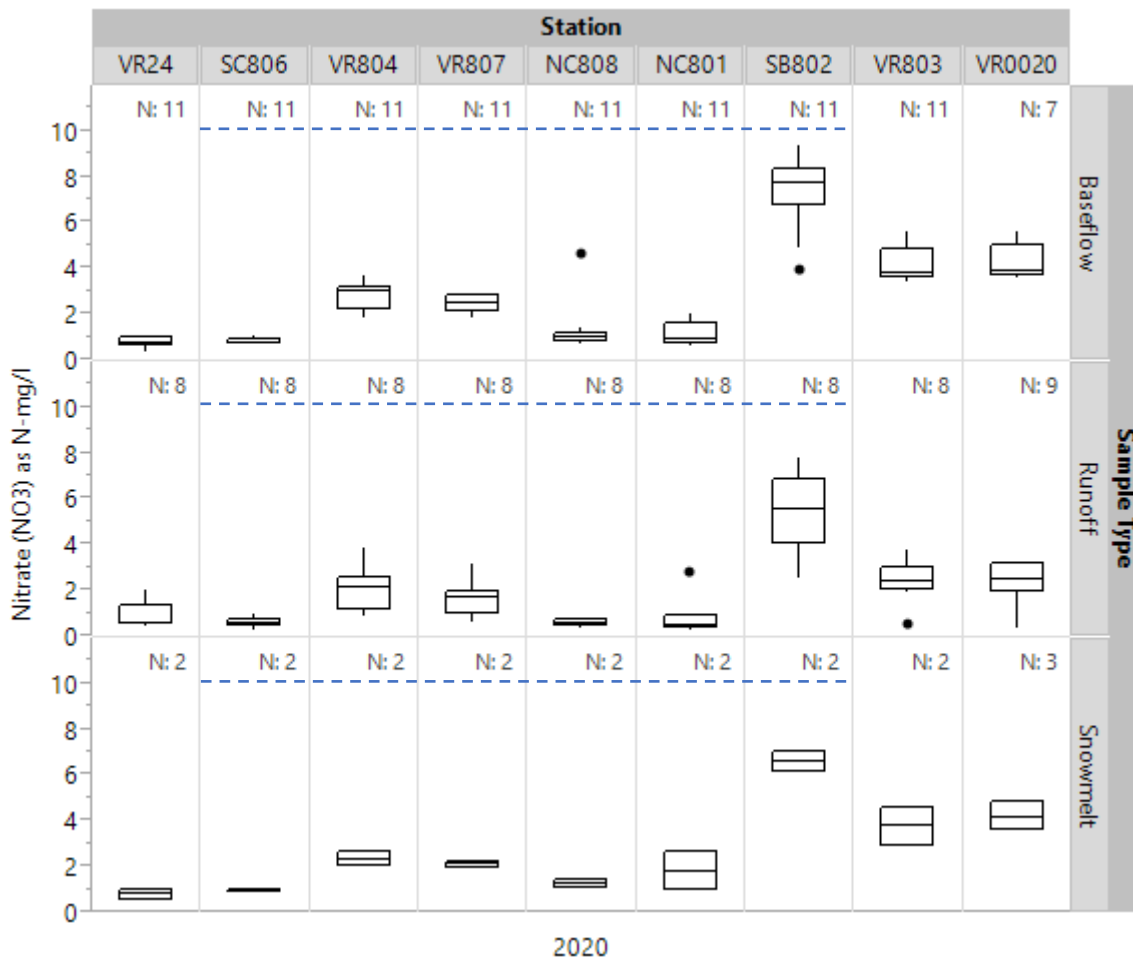 Station
VR24 SC806 VR804 VR807 NC808 NC801 SB802 VR803 VR0020
N: 11 N: 11 N: 11 N: 11 N: 11 N: 11 N: 11 N: 11 N: 7
10
8
6
4
2
0
Baseflow
N: 8 N: 8 N: 8 N: 8 N: 8 N: 8 N: 8 N: 8 N: 9
10
8
6
4
2
0
Runoff
N: 2 N: 2 N: 2 N: 2 N: 2 N: 2 N: 2 N: 2 N: 3
10
8
6
4
2
0
Snowmelt
Nitrate (NO3) as N-mg/l
Sample Type
2020